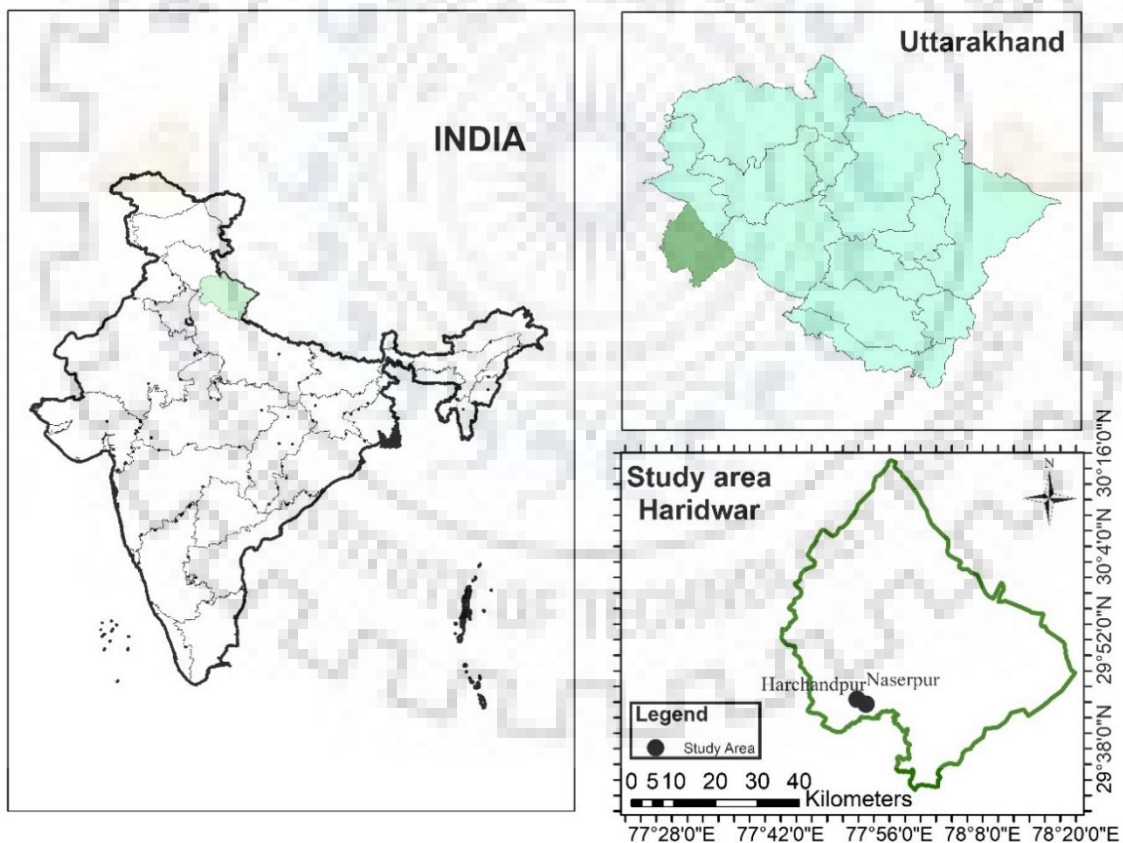 INDIA
Uttarakhand
Study area
Haridwar
N
HarchandpurNaserpur
Legend
Study Area
0 5 10 20 30 40
Kilometers
30°16'0"N
30°4'0"N
29°52'0"N
29°38'0"N
77°28'0"E 77°42'0"E 77°56'0"E 78°8'0"E 78°20'0"E